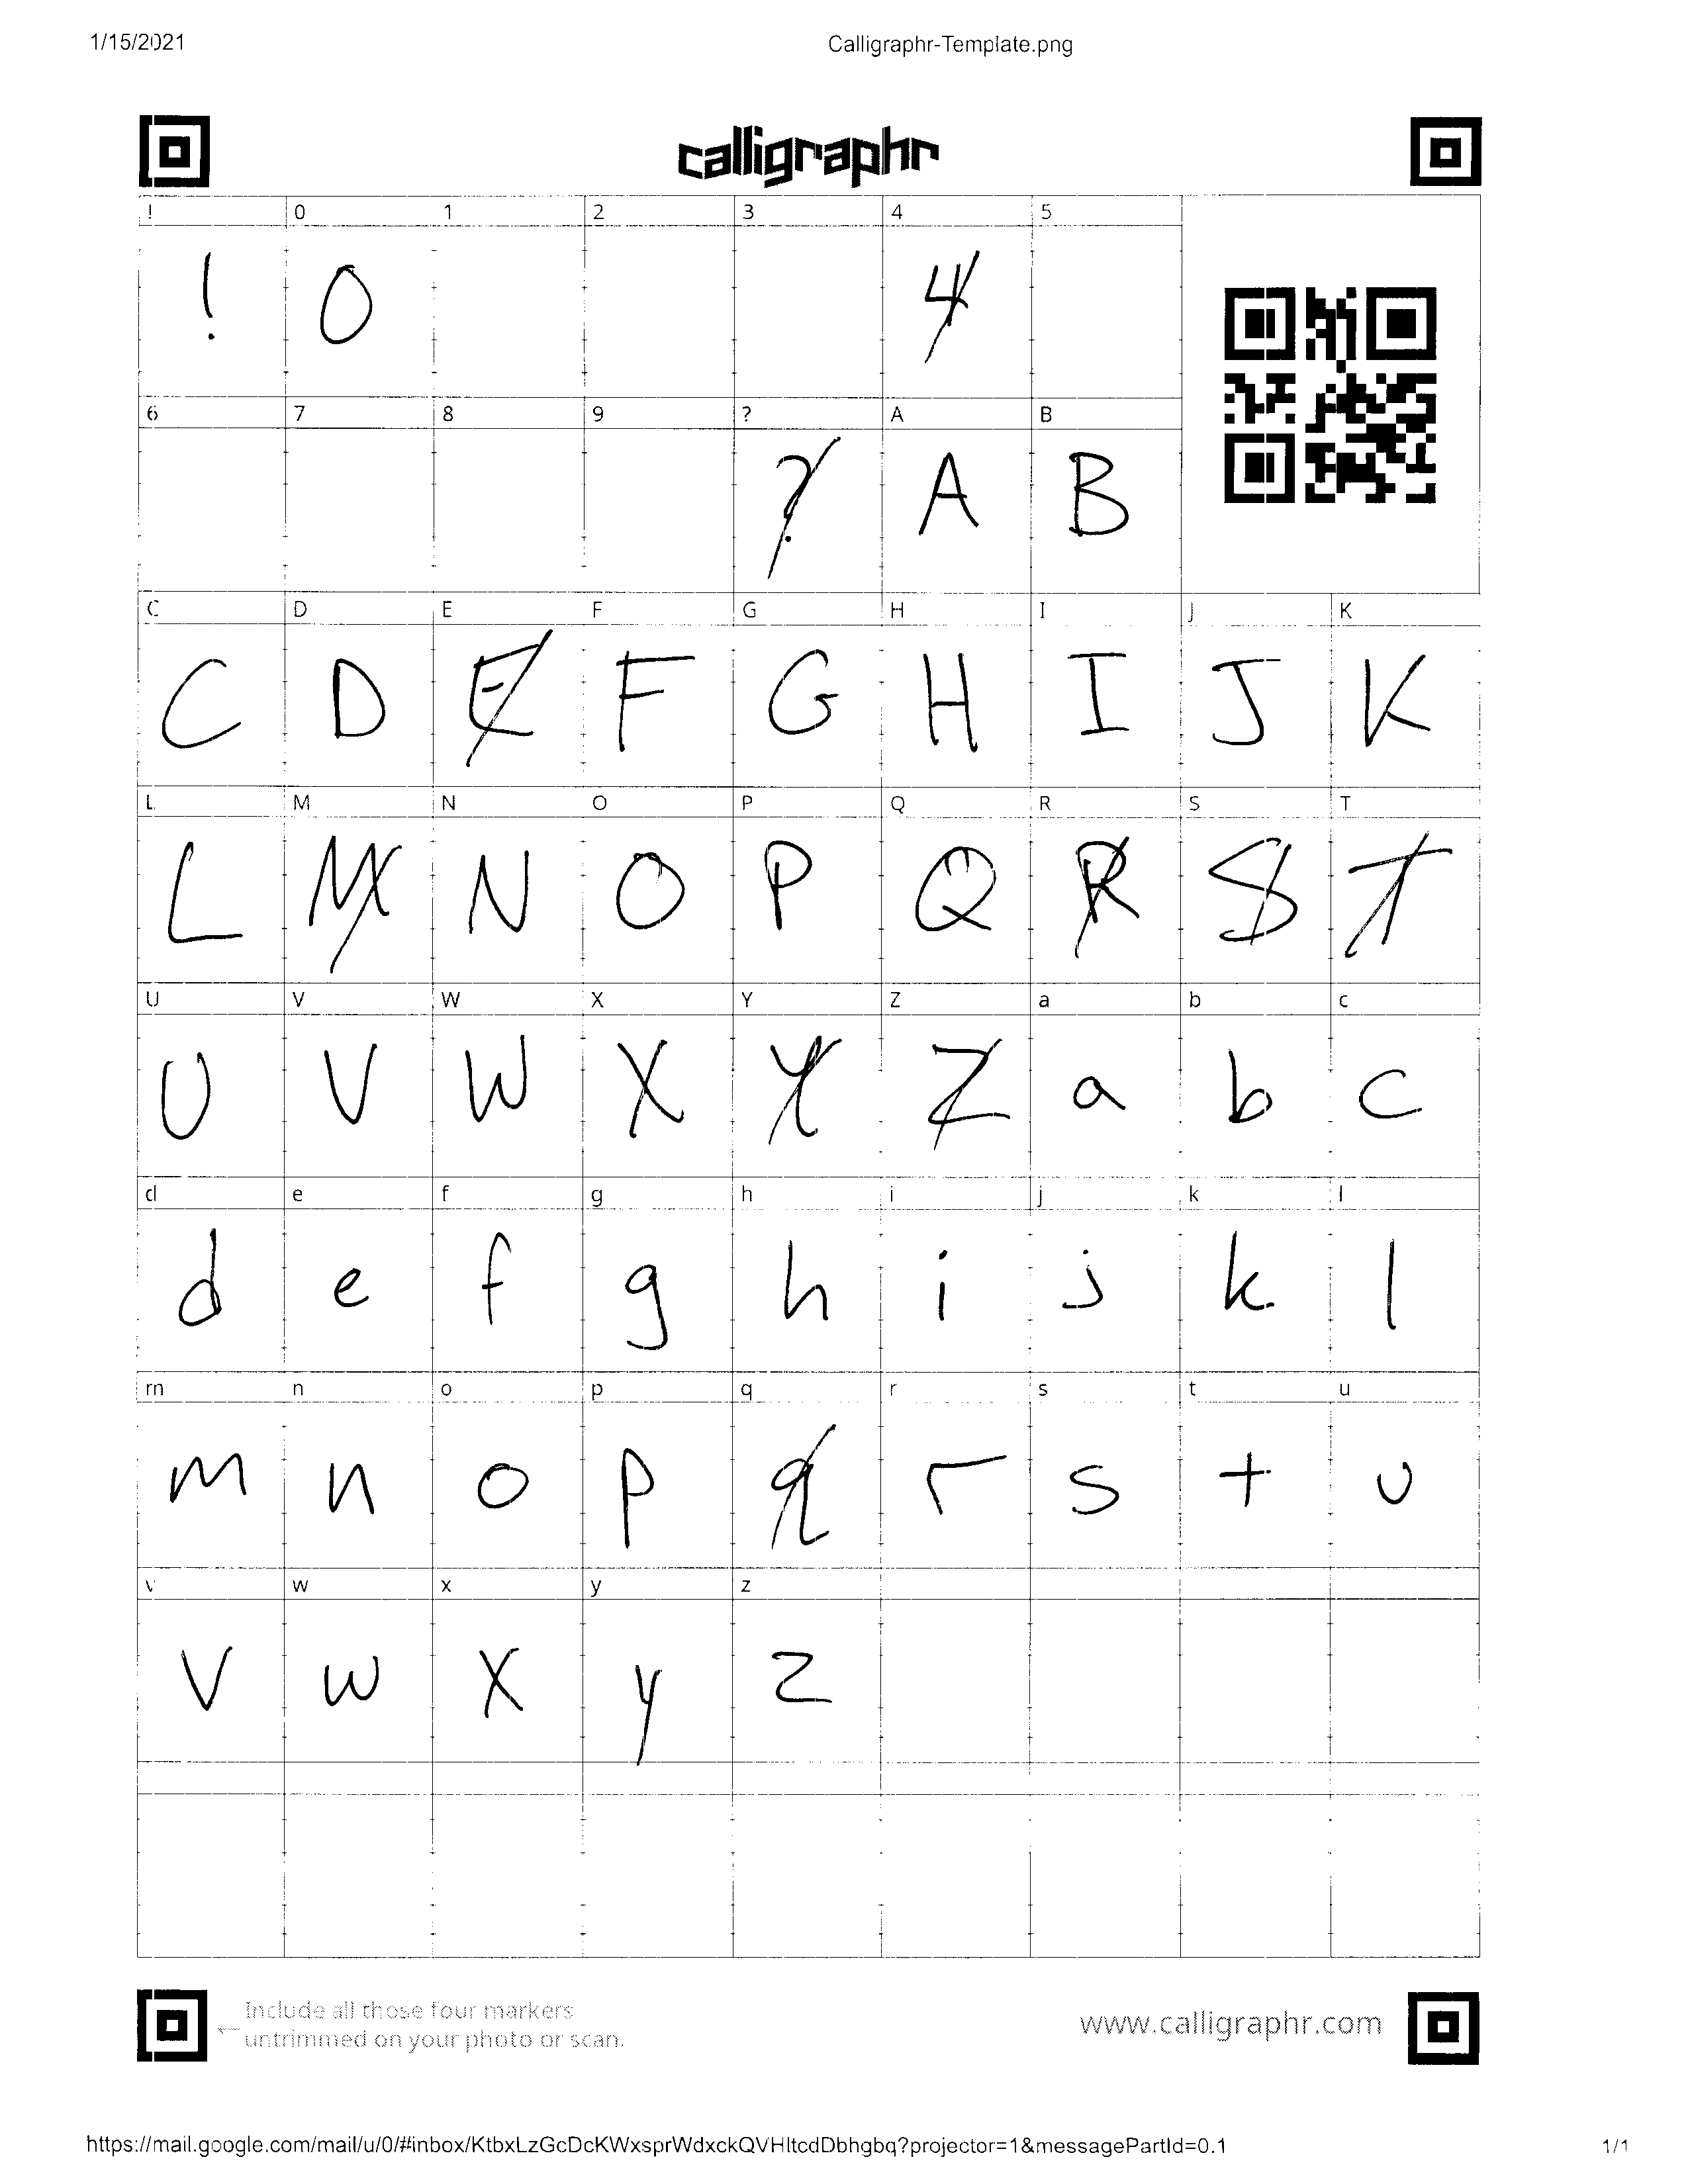 1/15/2021 Calligraphr-Template.png
calligraphr
! 0 1 2 3 4 5
! 0 4
6 7 8 9 ? A B
? A B
C D E F G H I J K
C D E F G H I J K
L M N O P Q R S T
L M N O P Q R S T
U V W X Y Z a b c
U V W X Y Z a b c
d e f g h i j k l
d e f g h i j k l
m n o p q r s t u
m n o p q r s t u
v w x y z
v w x y z
Include all those four markers
← untrimmed on your photo or scan.
www.calligraphr.com
https://mail.google.com/mail/u/0/#inbox/KtbxLzGcDcKWxsprWdxckQVHltcdDbhgbq?projector=1&messagePartId=0.1 1/1